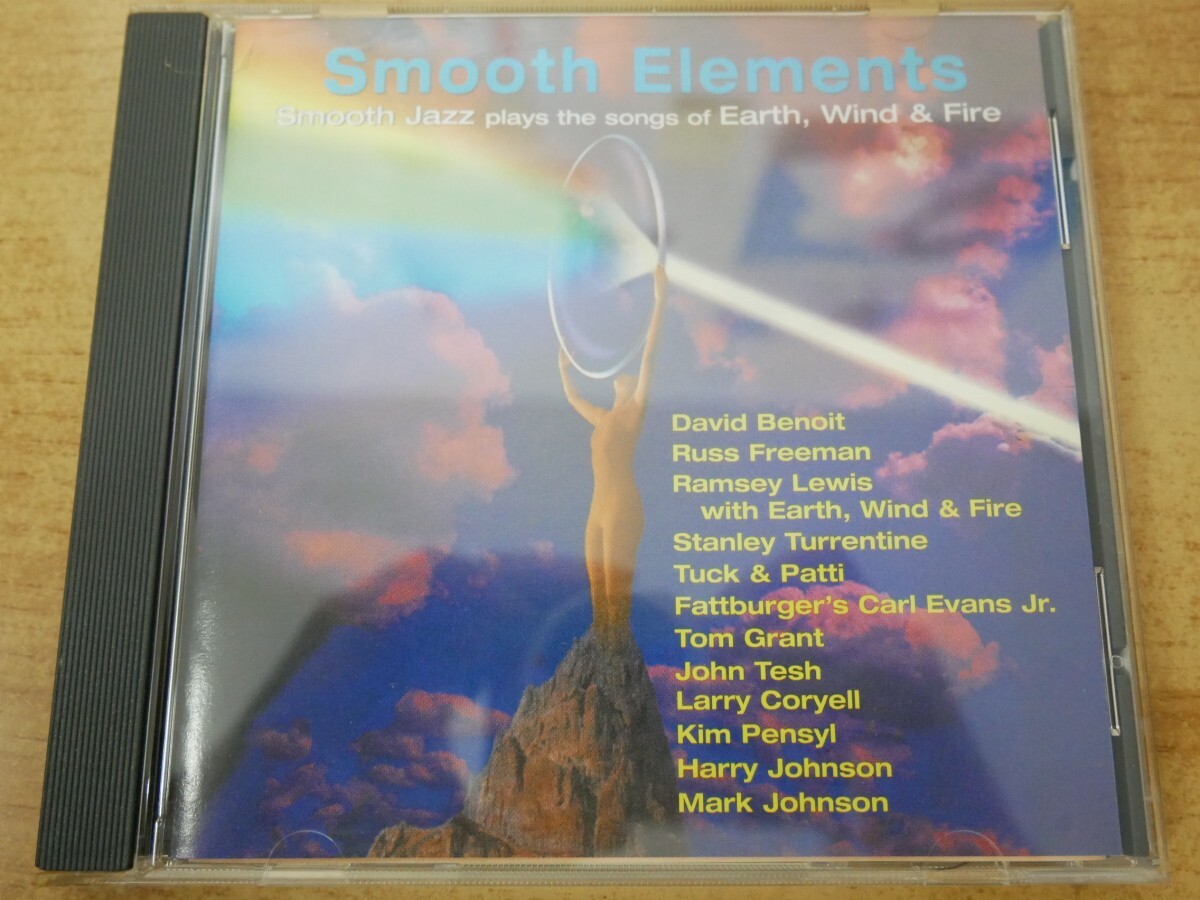 Smooth Elements
Smooth Jazz plays the songs of Earth, Wind & Fire
David Benoit
Russ Freeman
Ramsey Lewis
with Earth, Wind & Fire
Stanley Turrentine
Tuck & Patti
Fattburger's Carl Evans Jr.
Tom Grant
John Tesh
Larry Coryell
Kim Pensyl
Harry Johnson
Mark Johnson